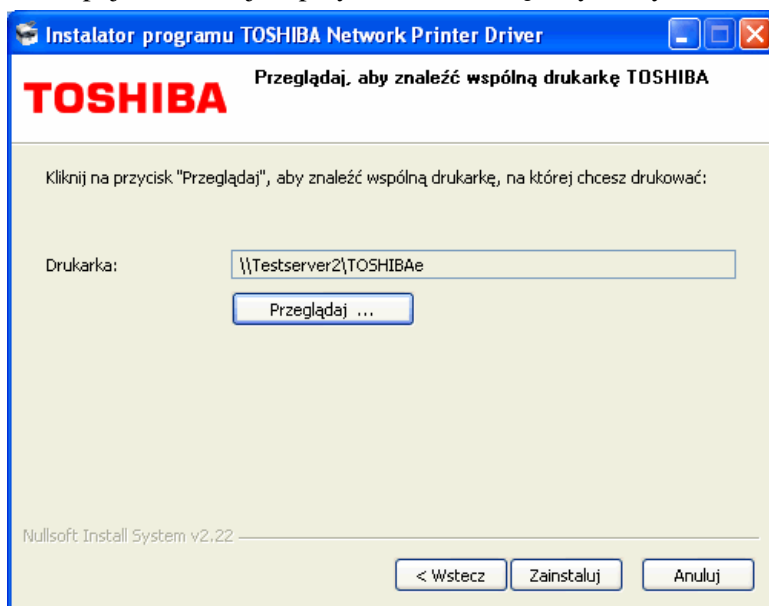 Instalator programu TOSHIBA Network Printer Driver
TOSHIBA
Przeglądaj, aby znaleźć wspólną drukarkę TOSHIBA
Kliknij na przycisk "Przeglądaj", aby znaleźć wspólną drukarkę, na której chcesz drukować:
Drukarka:
\\Testserver2\TOSHIBAe
Przeglądaj ...
Nullsoft Install System v2.22
< Wstecz
Zainstaluj
Anuluj